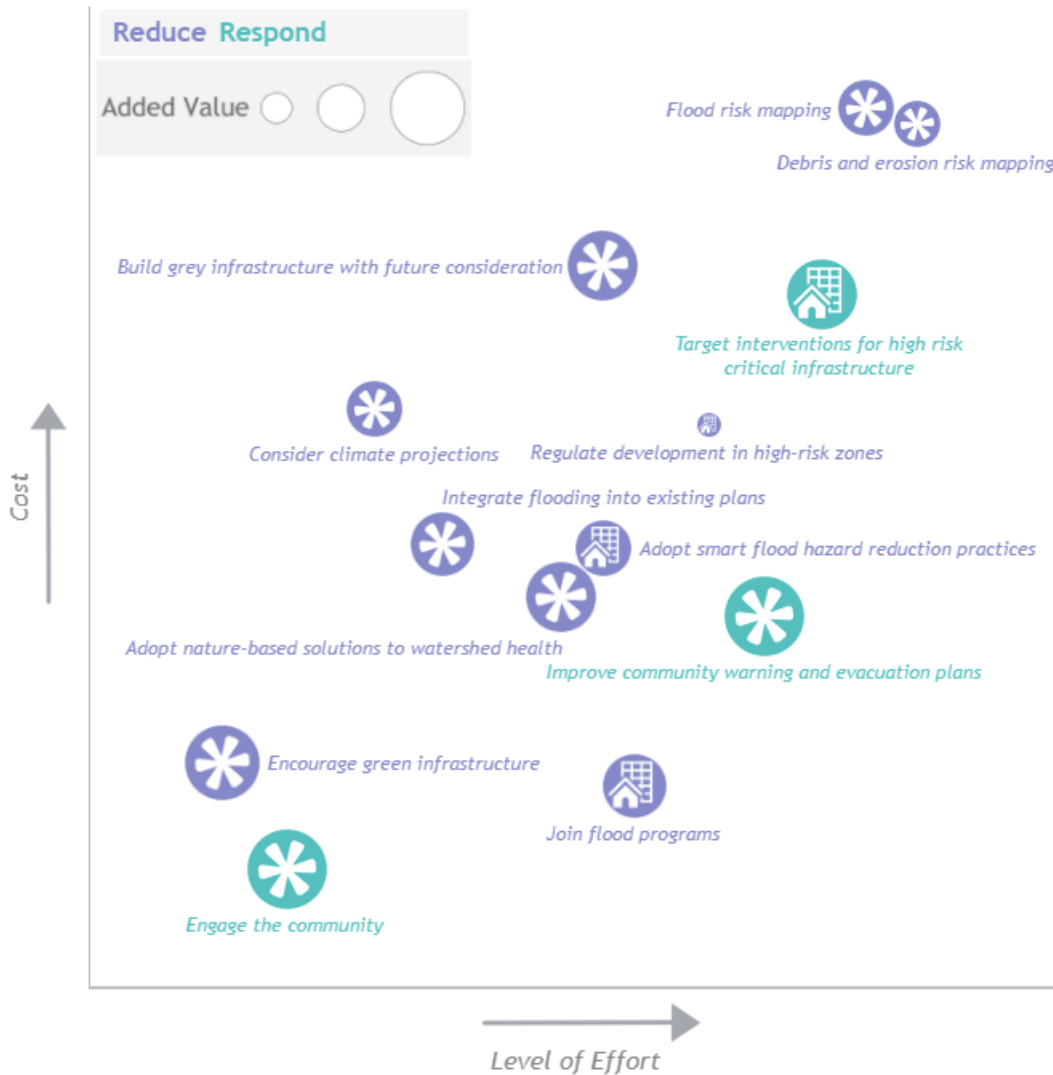 Reduce Respond
Added Value
Flood risk mapping
Debris and erosion risk mapping
Build grey infrastructure with future consideration
Target interventions for high risk
critical infrastructure
Consider climate projections
Regulate development in high-risk zones
Integrate flooding into existing plans
Adopt smart flood hazard reduction practices
Adopt nature-based solutions to watershed health
Improve community warning and evacuation plans
Encourage green infrastructure
Join flood programs
Engage the community
Cost
Level of Effort